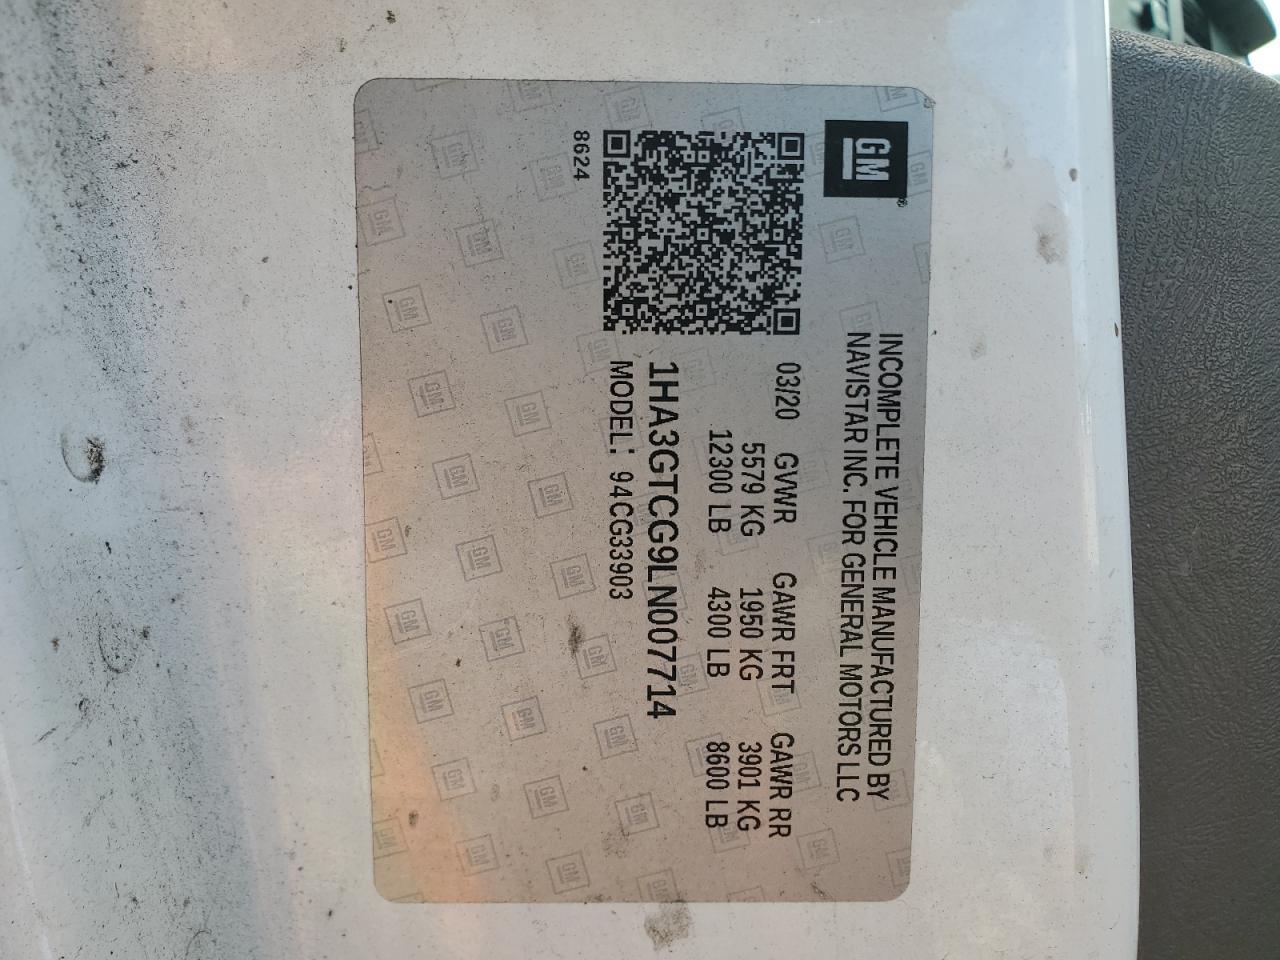 GM®
INCOMPLETE VEHICLE MANUFACTURED BY
NAVISTAR INC. FOR GENERAL MOTORS LLC
03/20 GVWR GAWR FRT GAWR RR
5579 KG 1950 KG 3901 KG
12300 LB 4300 LB 8600 LB
1HA3GTCG9LN007714
MODEL: 94CG33903
8624